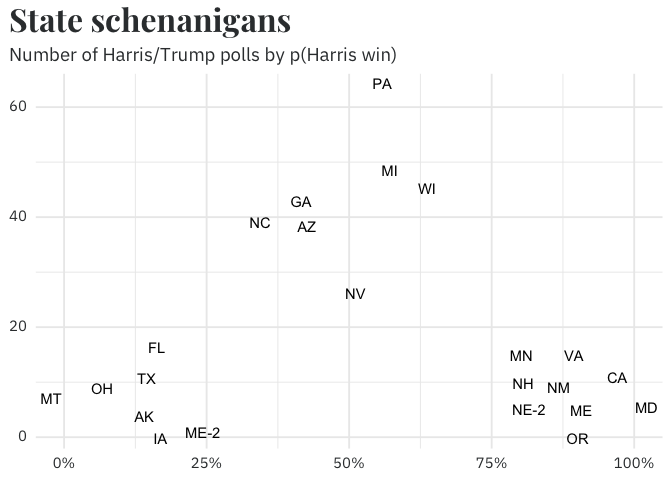 State schenanigans
Number of Harris/Trump polls by p(Harris win)
PA
60
MI
WI
GA
NC
AZ
40
NV
20
FL
MN
VA
TX
CA
OH
NH
NM
MT
AK
NE-2
ME
MD
ME-2
IA
OR
0
0%
25%
50%
75%
100%